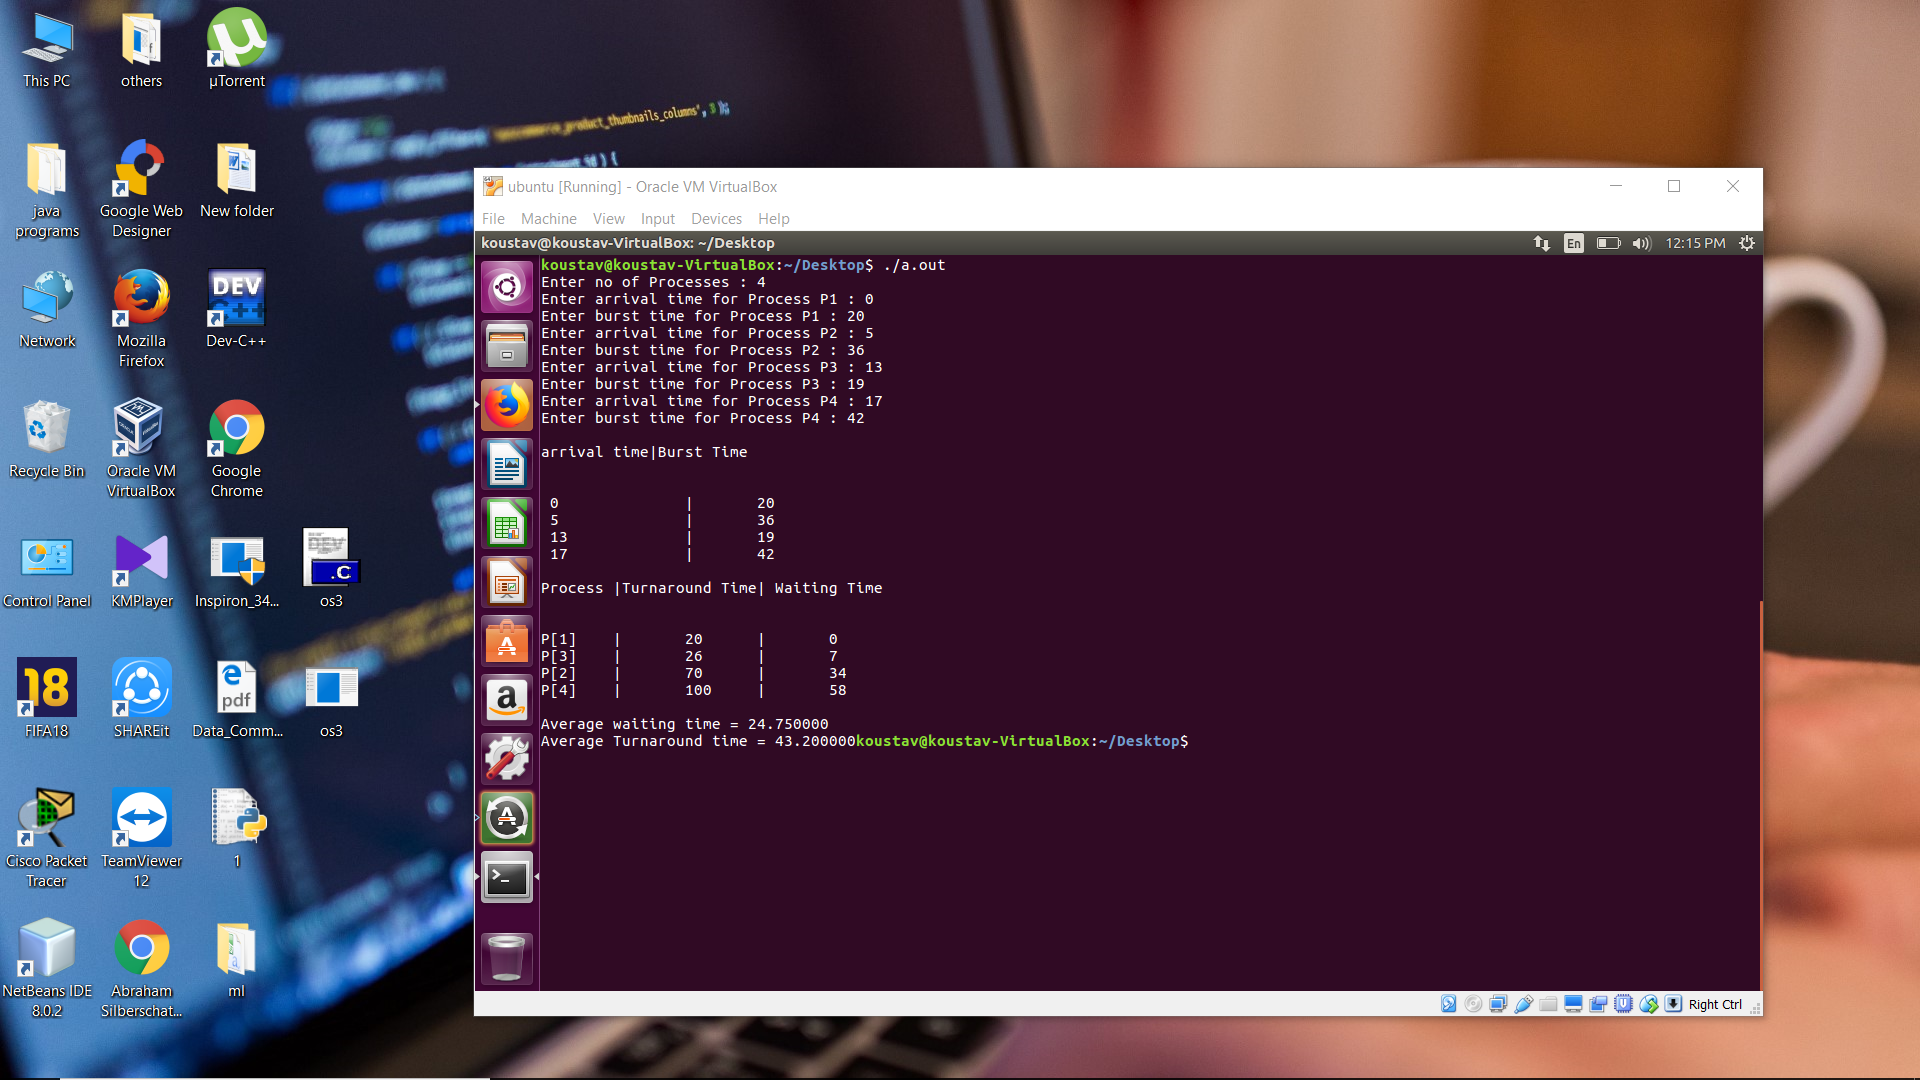 This PC
others
µTorrent
java programs
Google Web Designer
New folder
Network
Mozilla Firefox
DEV C++
Dev-C++
Recycle Bin
Oracle VM VirtualBox
Google Chrome
Control Panel
KMPlayer
Inspiron_34...
.C
os3
18
FIFA18
SHAREit
pdf
Data_Comm...
os3
Cisco Packet Tracer
TeamViewer 12
1
NetBeans IDE 8.0.2
Abraham Silberschat...
ml
ubuntu [Running] - Oracle VM VirtualBox
File Machine View Input Devices Help
koustav@koustav-VirtualBox: ~/Desktop
En
12:15 PM
koustav@koustav-VirtualBox:~/Desktop$ ./a.out
Enter no of Processes : 4
Enter arrival time for Process P1 : 0
Enter burst time for Process P1 : 20
Enter arrival time for Process P2 : 5
Enter burst time for Process P2 : 36
Enter arrival time for Process P3 : 13
Enter burst time for Process P3 : 19
Enter arrival time for Process P4 : 17
Enter burst time for Process P4 : 42
arrival time|Burst Time
0 | 20
5 | 36
13 | 19
17 | 42
Process |Turnaround Time| Waiting Time
P[1] | 20 | 0
P[3] | 26 | 7
P[2] | 70 | 34
P[4] | 100 | 58
Average waiting time = 24.750000
Average Turnaround time = 43.200000koustav@koustav-VirtualBox:~/Desktop$
Right Ctrl